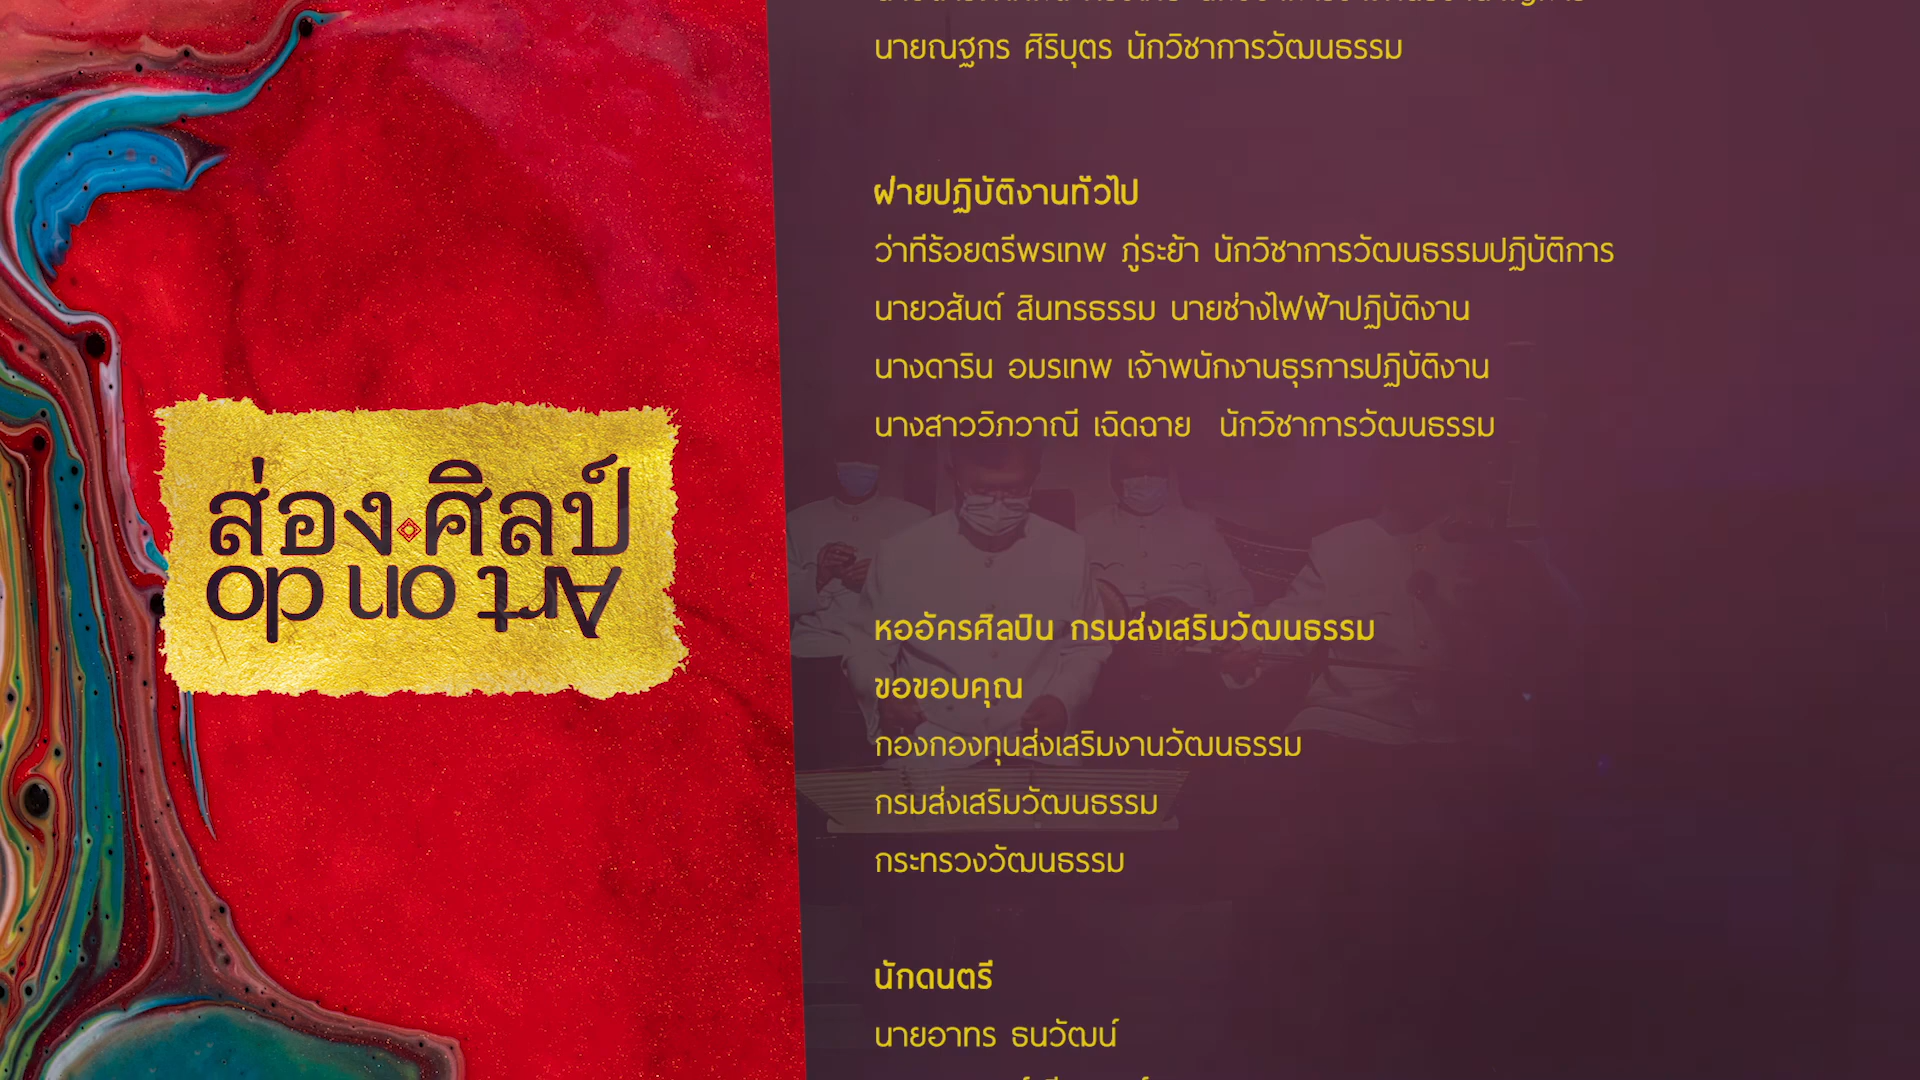 ส่อง ศิลป์
Art on do
นายณฐกร ศิริบุตร นักวิชาการวัฒนธรรม
ฝ่ายปฏิบัติงานทั่วไป
ว่าที่ร้อยตรีพรเทพ ภู่ระย้า นักวิชาการวัฒนธรรมปฏิบัติการ
นายวสันต์ สินทรธรรม นายช่างไฟฟ้าปฏิบัติงาน
นางดาริน อมรเทพ เจ้าพนักงานธุรการปฏิบัติงาน
นางสาววิภวาณี เฉิดฉาย นักวิชาการวัฒนธรรม
หออัครศิลปิน กรมส่งเสริมวัฒนธรรม
ขอขอบคุณ
กองกองทุนส่งเสริมงานวัฒนธรรม
กรมส่งเสริมวัฒนธรรม
กระทรวงวัฒนธรรม
นักดนตรี
นายอาทร ธนวัฒน์